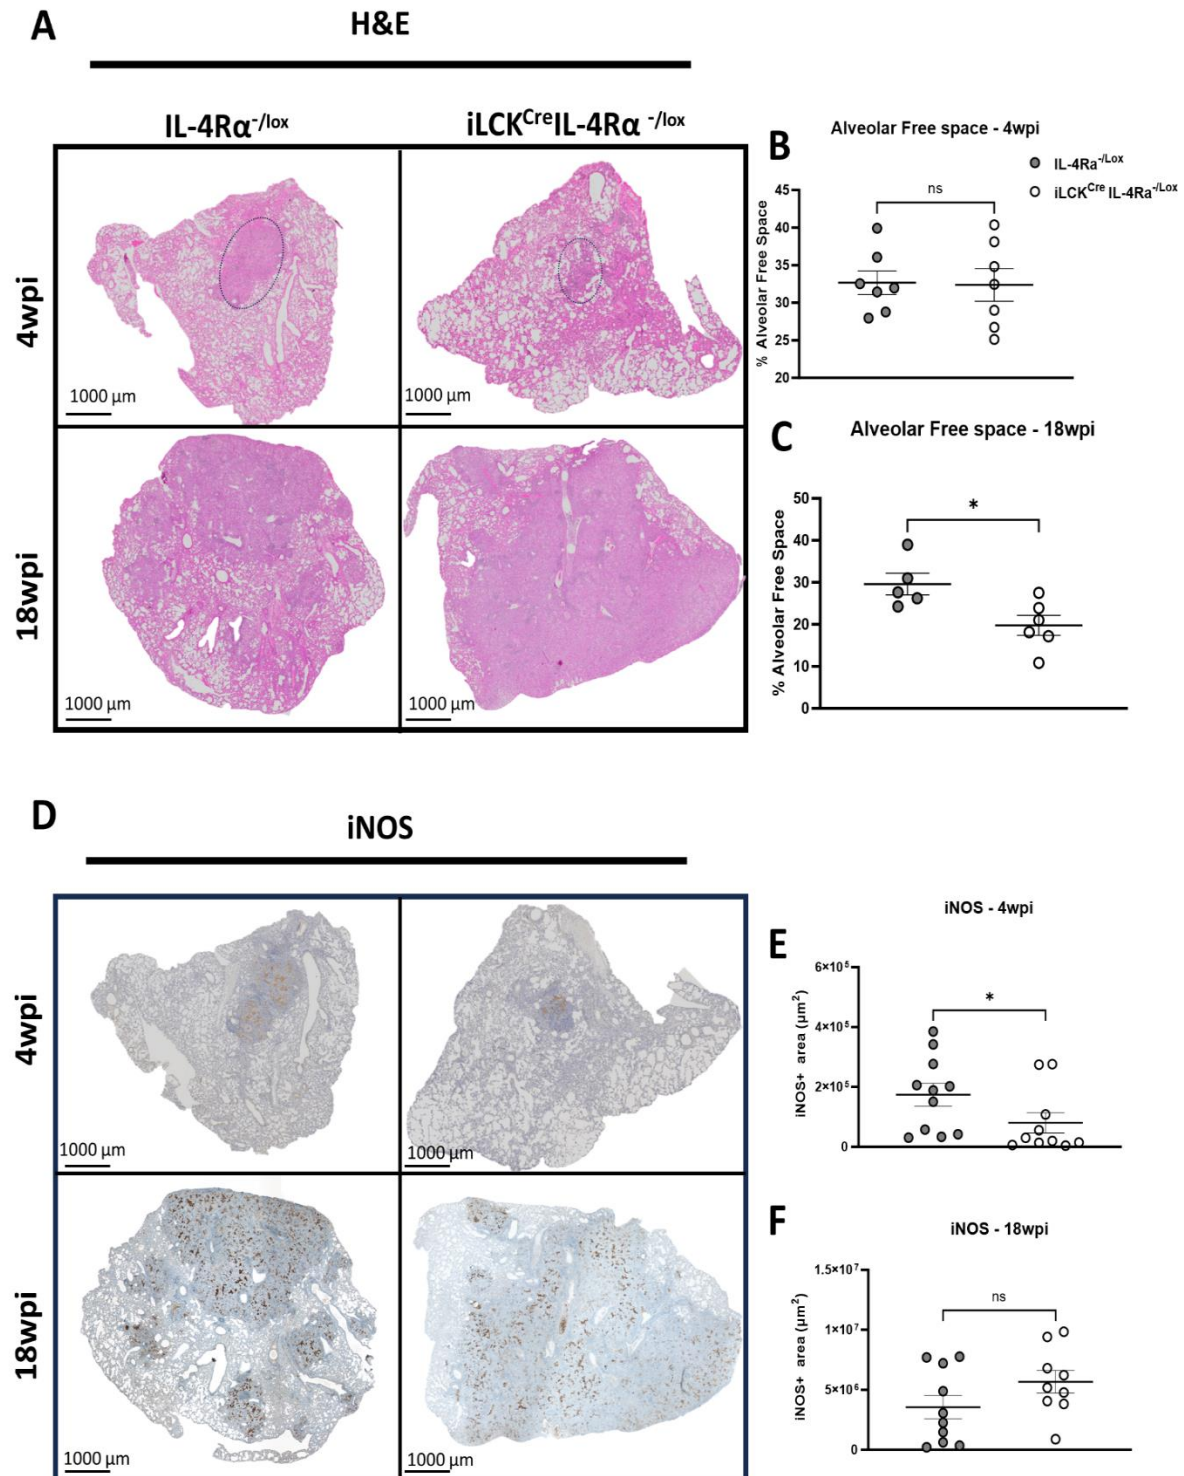 A
H&E
IL-4Rα-/lox
iLCKCreIL-4Rα -/lox
4wpi
1000 µm
1000 µm
18wpi
1000 µm
1000 µm
B
Alveolar Free space - 4wpi
IL-4Ra-/Lox
iLCKCre IL-4Ra-/Lox
% Alveolar Free Space
45
40
35
30
25
20
ns
C
Alveolar Free space - 18wpi
% Alveolar Free Space
50
40
30
20
10
0
*
D
iNOS
4wpi
1000 µm
1000 µm
18wpi
1000 µm
1000 µm
E
iNOS - 4wpi
iNOS+ area (µm²)
6×10⁵
4×10⁵
2×10⁵
0
*
F
iNOS - 18wpi
iNOS+ area (µm²)
1.5×10⁷
1×10⁷
5×10⁶
0
ns